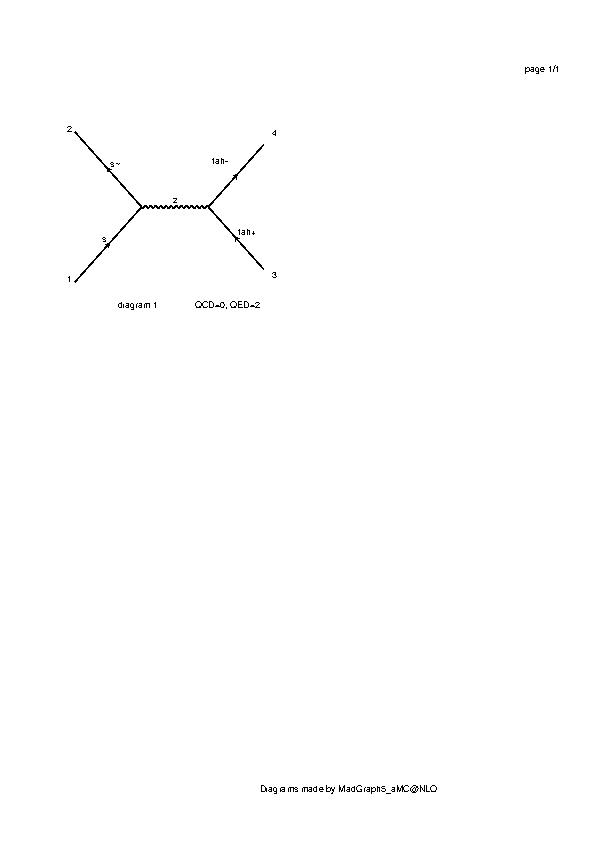 page 1/1
2
4
s~
tah-
z
s
tah+
1
3
diagram 1 QCD=0, QED=2
Diagrams made by MadGraph5_aMC@NLO